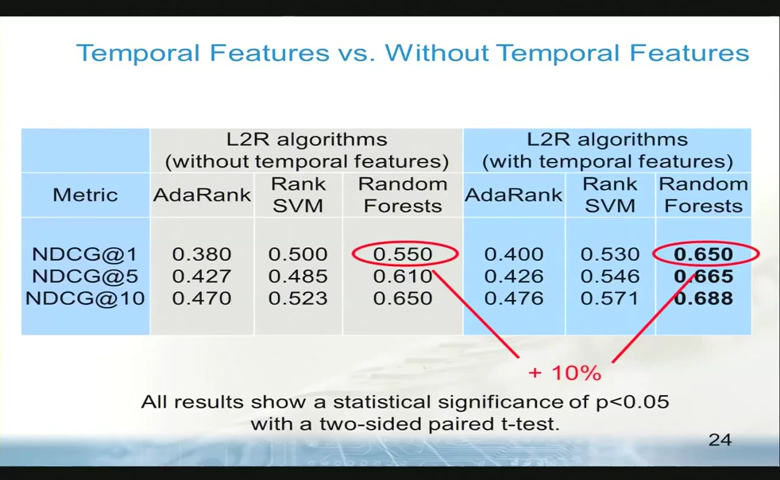 Temporal Features vs. Without Temporal Features
L2R algorithms (without temporal features) L2R algorithms (with temporal features)
Metric AdaRank Rank SVM Random Forests AdaRank Rank SVM Random Forests
NDCG@1 0.380 0.500 0.550 0.400 0.530 0.650
NDCG@5 0.427 0.485 0.610 0.426 0.546 0.665
NDCG@10 0.470 0.523 0.650 0.476 0.571 0.688
+ 10%
All results show a statistical significance of p<0.05
with a two-sided paired t-test.
24